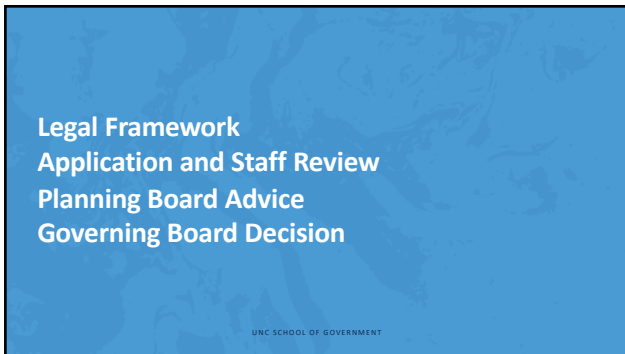 Legal Framework
Application and Staff Review
Planning Board Advice
Governing Board Decision
UNC SCHOOL OF GOVERNMENT